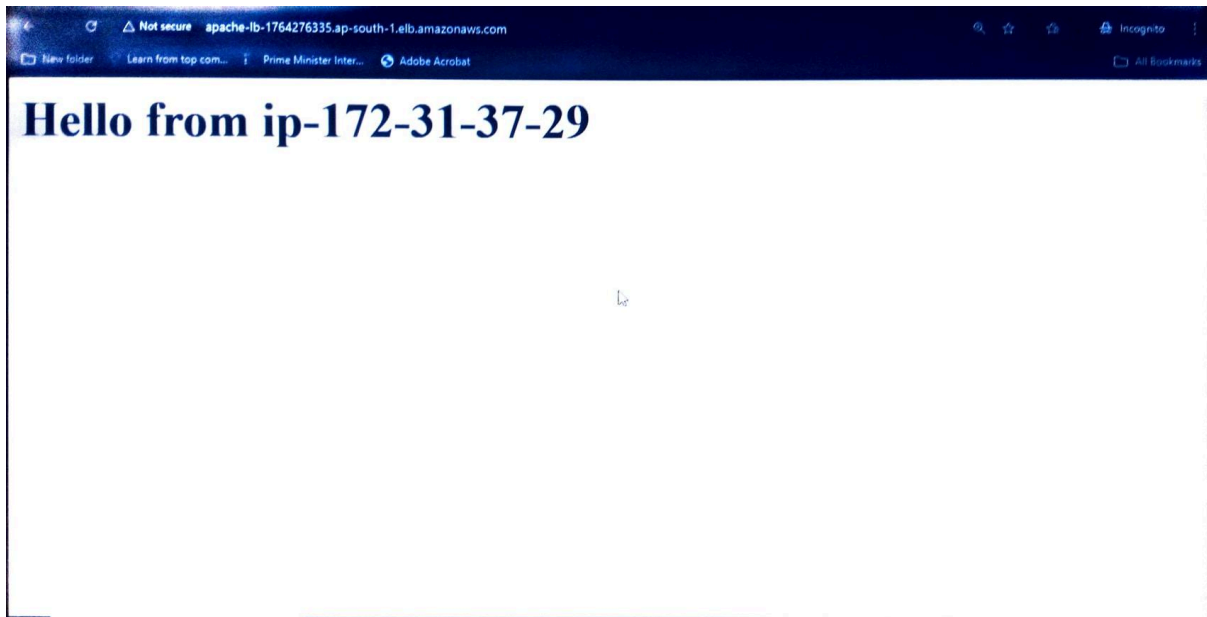 Not secure apache-lb-1764276335.ap-south-1.elb.amazonaws.com Incognito
New folder Learn from top com... Prime Minister Inter... Adobe Acrobat All Bookmarks
Hello from ip-172-31-37-29